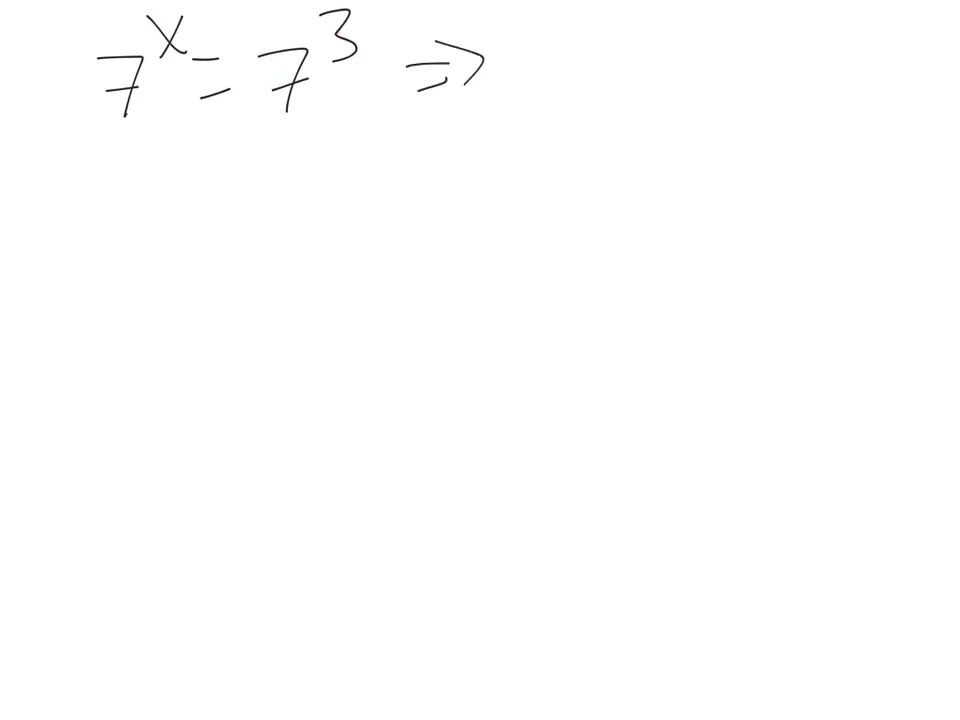 7^x = 7^3 ⇒